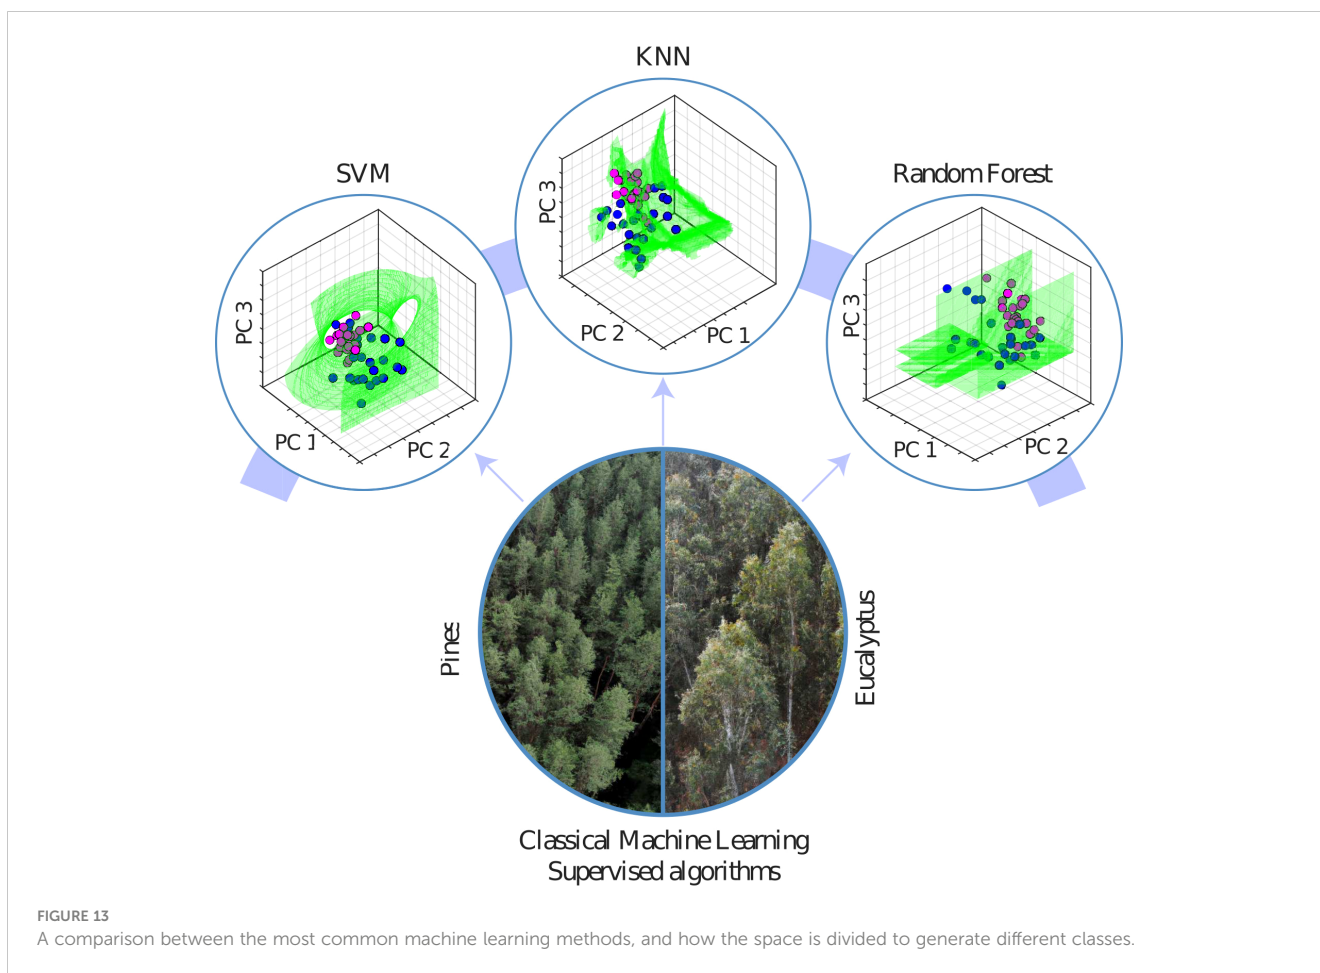 KNN
PC 3
PC 2
PC 1
SVM
PC 3
PC 1
PC 2
Random Forest
PC 3
PC 1
PC 2
Pines
Eucalyptus
Classical Machine Learning
Supervised algorithms
FIGURE 13
A comparison between the most common machine learning methods, and how the space is divided to generate different classes.